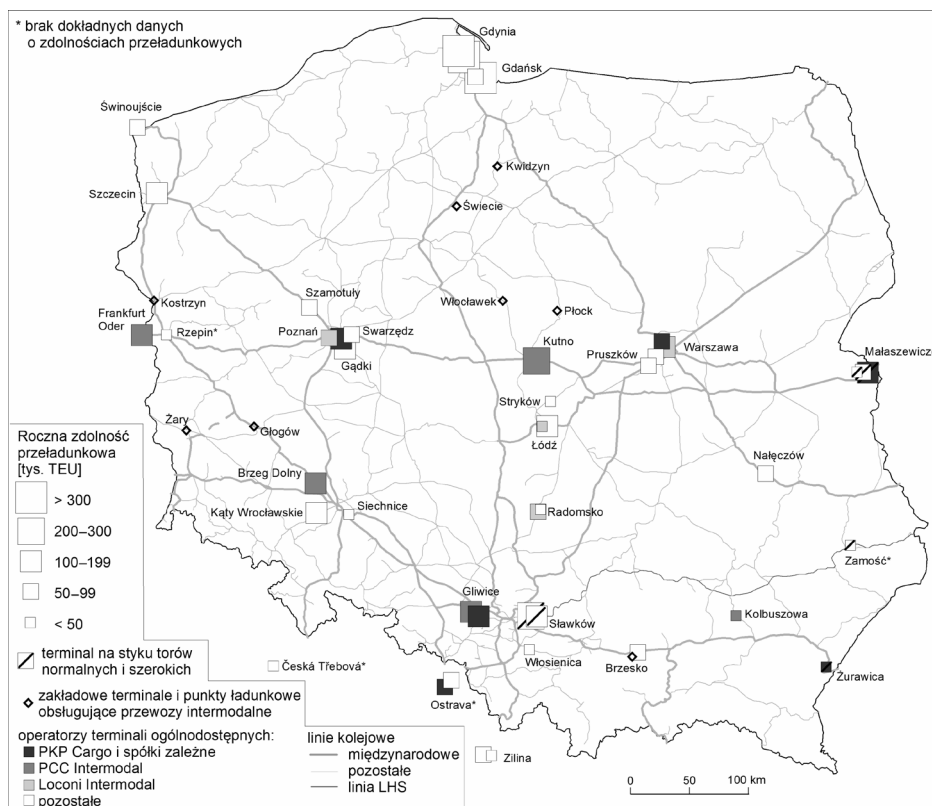 * brak dokładnych danych
o zdolnościach przeładunkowych
Gdynia
Gdańsk
Świnoujście
Kwidzyn
Szczecin
Świecie
Kostrzyn
Szamotuły
Włocławek
Płock
Frankfurt
Oder
Rzepin*
Poznań
Swarzędz
Kutno
Warszawa
Gądki
Pruszków
Małaszewicze
Stryków
Żary
Głogów
Łódź
Nałęczów
Brzeg Dolny
Kąty Wrocławskie
Siechnice
Radomsko
Zamość*
Gliwice
Sławków
Kolbuszowa
Włosienica
Brzesko
Żurawica
Česká Třebová*
Ostrava*
Zilina
Roczna zdolność
przeładunkowa
[tys. TEU]
> 300
200–300
100–199
50–99
< 50
terminal na styku torów
normalnych i szerokich
zakładowe terminale i punkty ładunkowe
obsługujące przewozy intermodalne
operatorzy terminali ogólnodostępnych:
PKP Cargo i spółki zależne
PCC Intermodal
Loconi Intermodal
pozostałe
linie kolejowe
międzynarodowe
pozostałe
linia LHS
0 50 100 km